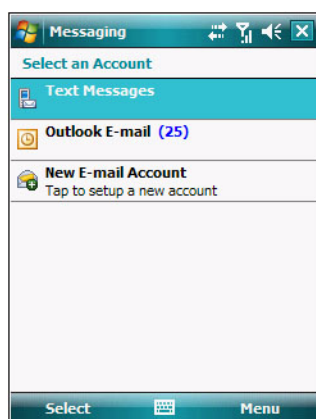 Messaging
Select an Account
Text Messages
Outlook E-mail (25)
New E-mail Account
Tap to setup a new account
Select
Menu